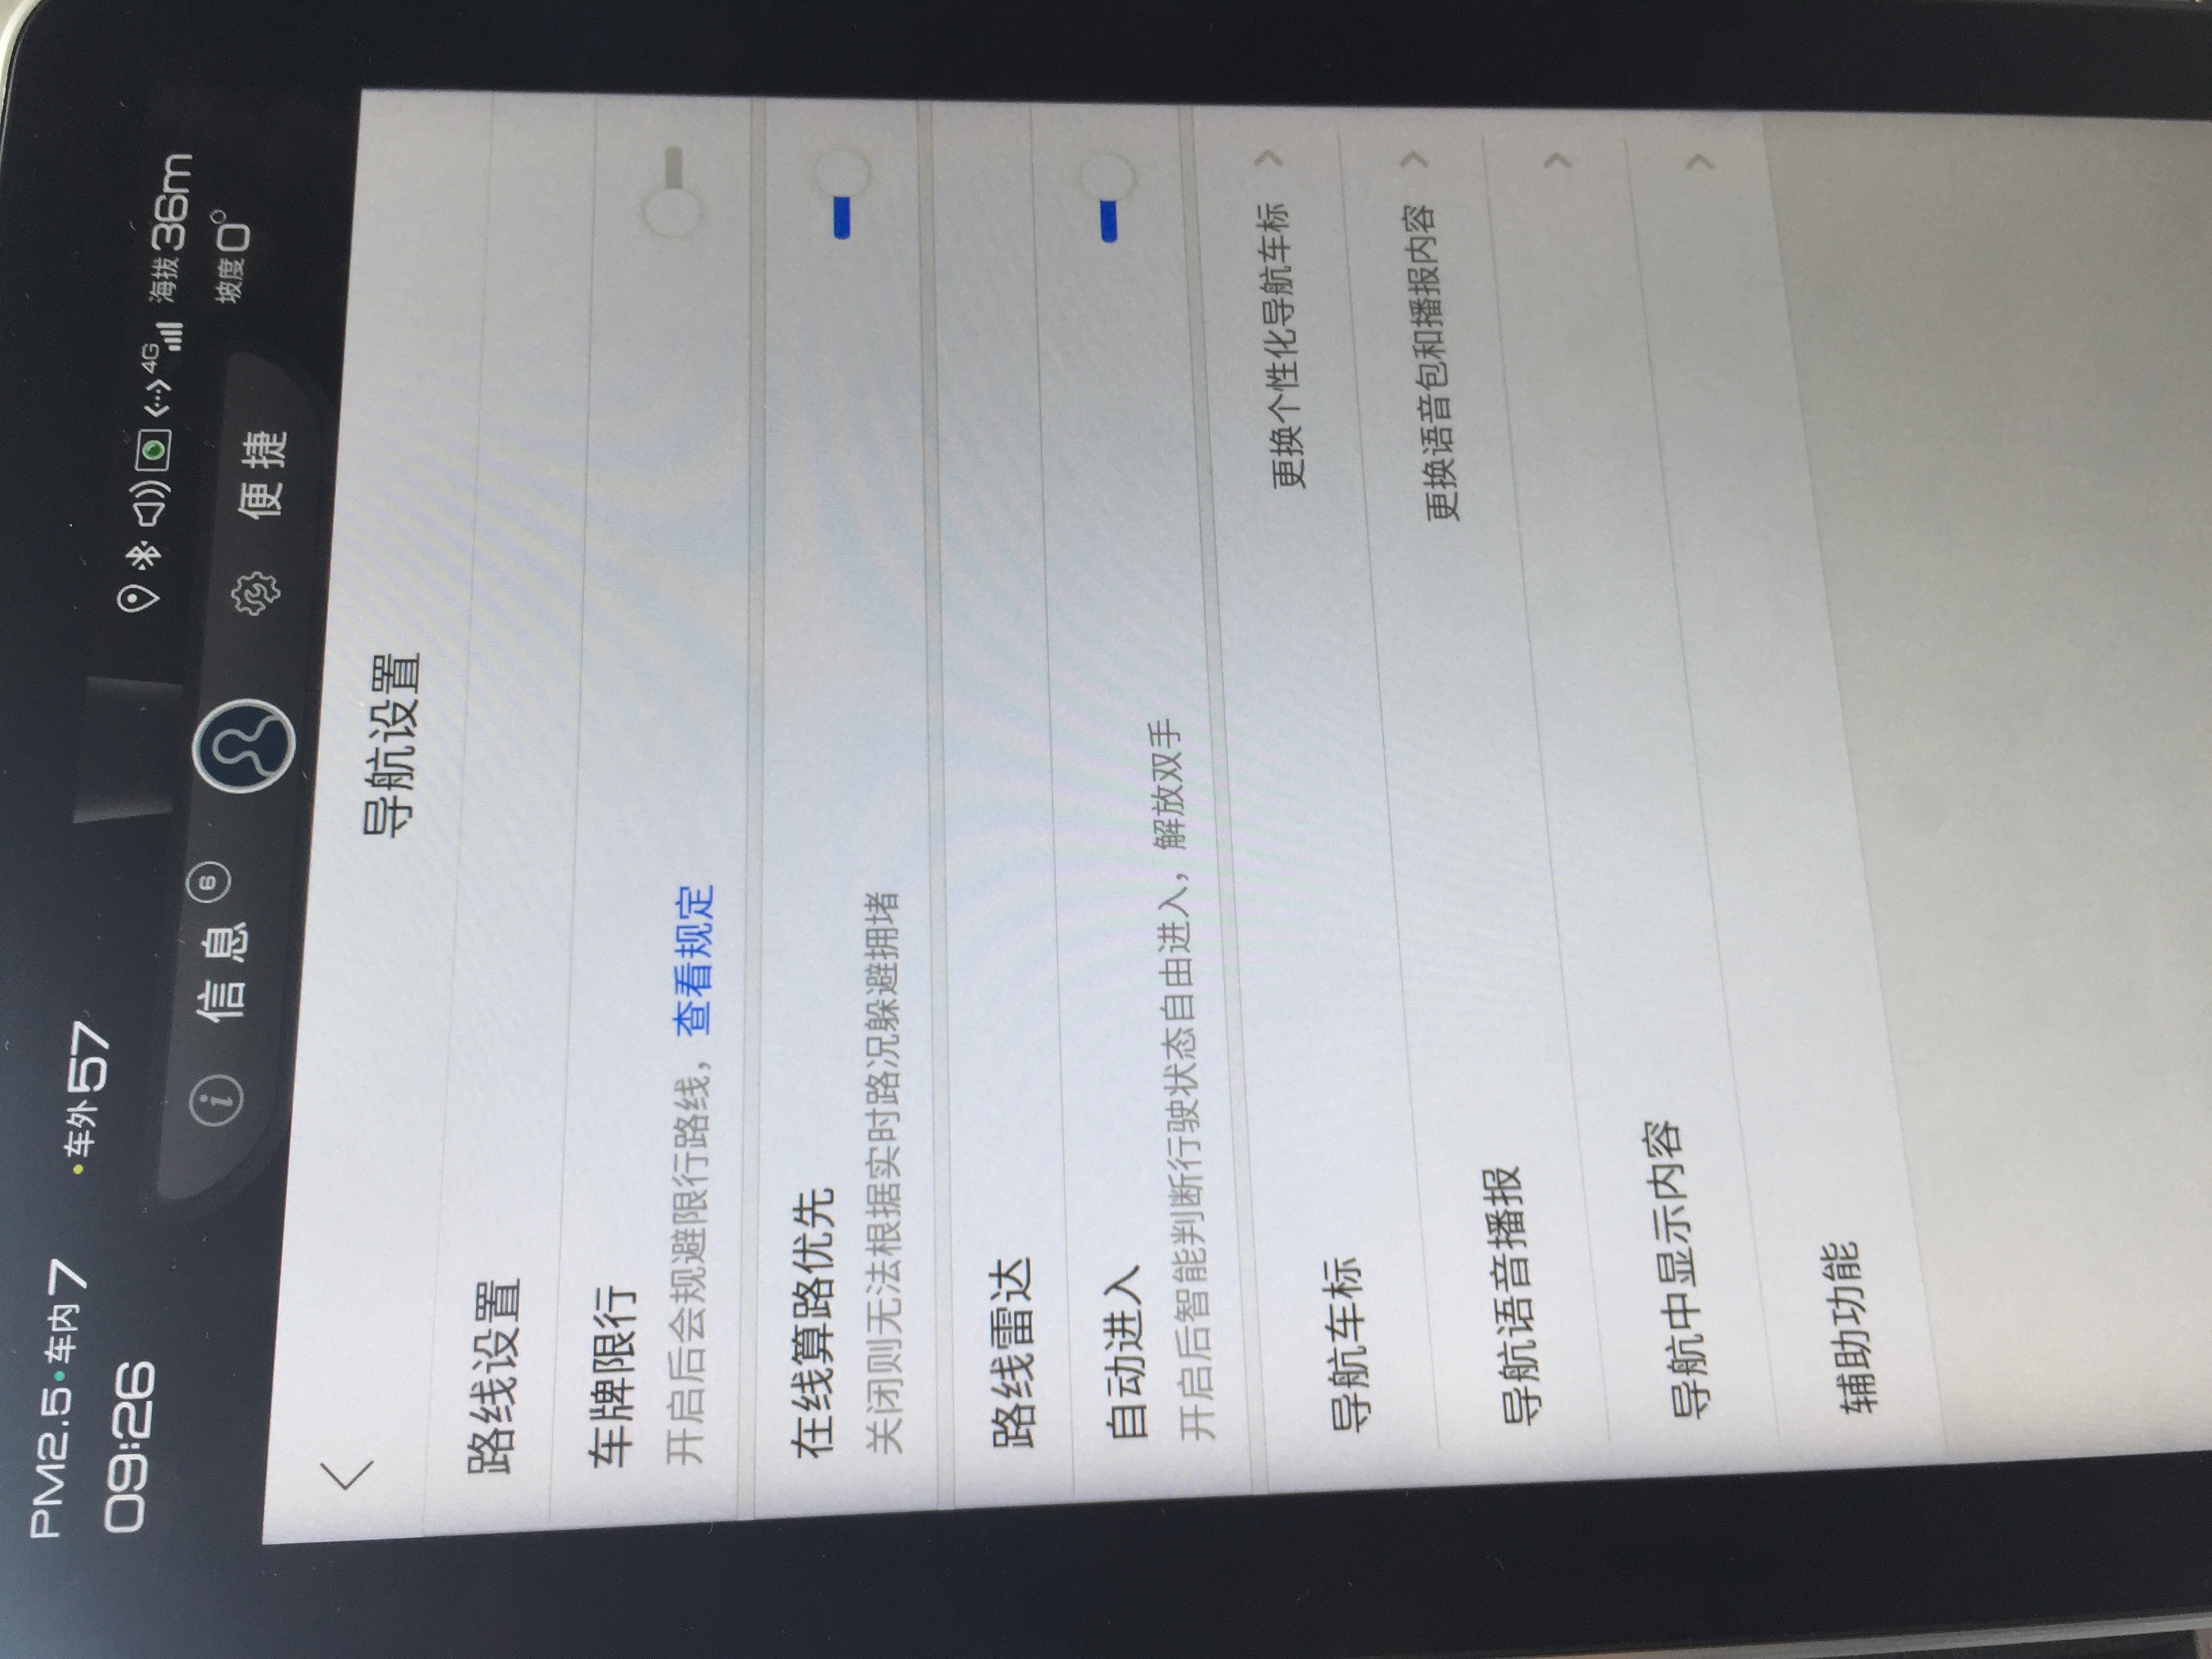 PM2.5 车内 7 车外 57
09:26
4G 海拔 36m
坡度 0°
信息 6 便捷
导航设置
路线设置
车牌限行
开启后会规避限行路线，查看规定
在线算路优先
关闭则无法根据实时路况躲避拥堵
路线雷达
自动进入
开启后智能判断行驶状态自由进入，解放双手
导航车标 更换个性化导航车标
导航语音播报 更换语音包和播报内容
导航中显示内容
辅助功能